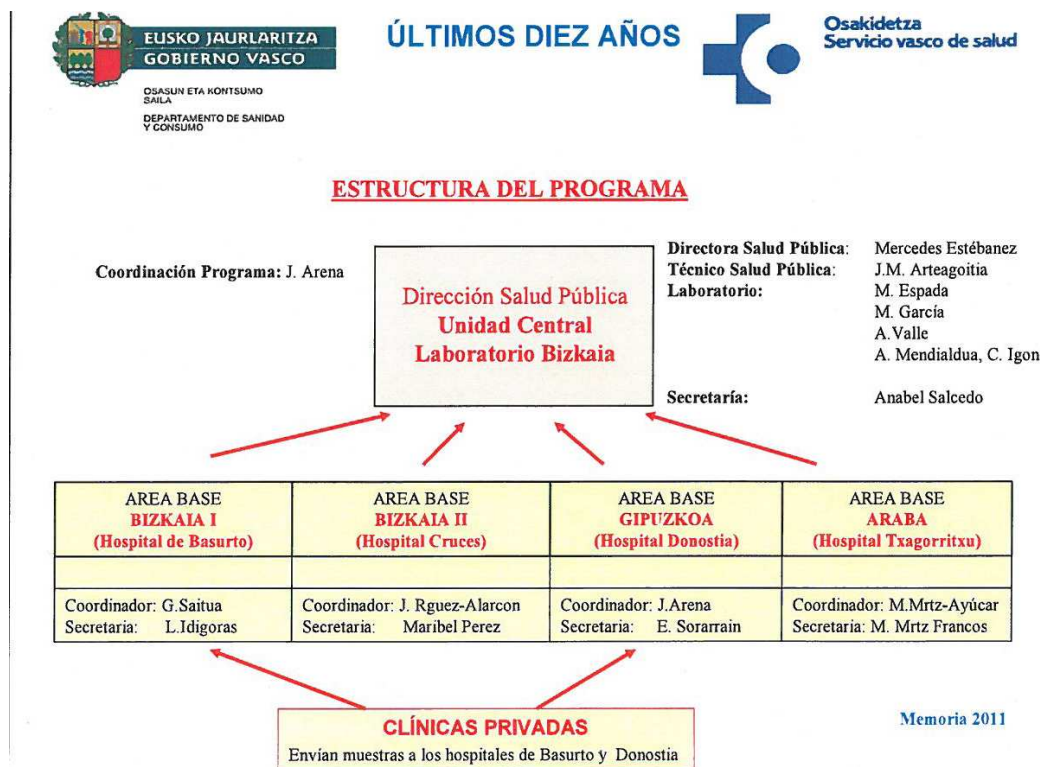 EUSKO JAURLARITZA
GOBIERNO VASCO
OSASUN ETA KONTSUMO
SAILA
DEPARTAMENTO DE SANIDAD
Y CONSUMO
ÚLTIMOS DIEZ AÑOS
Osakidetza
Servicio vasco de salud
ESTRUCTURA DEL PROGRAMA
Coordinación Programa: J. Arena
Dirección Salud Pública
Unidad Central
Laboratorio Bizkaia
Directora Salud Pública: Mercedes Estébanez
Técnico Salud Pública: J.M. Arteagoitia
Laboratorio: M. Espada
M. García
A.Valle
A. Mendialdua, C. Igon
Secretaría: Anabel Salcedo
AREA BASE
BIZKAIA I
(Hospital de Basurto)
Coordinador: G.Saitua
Secretaria: L.Idigoras
AREA BASE
BIZKAIA II
(Hospital Cruces)
Coordinador: J. Rguez-Alarcon
Secretaria: Maribel Perez
AREA BASE
GIPUZKOA
(Hospital Donostia)
Coordinador: J.Arena
Secretaria: E. Sorarrain
AREA BASE
ARABA
(Hospital Txagorritxu)
Coordinador: M.Mrtz-Ayúcar
Secretaria: M. Mrtz Francos
CLÍNICAS PRIVADAS
Envían muestras a los hospitales de Basurto y Donostia
Memoria 2011